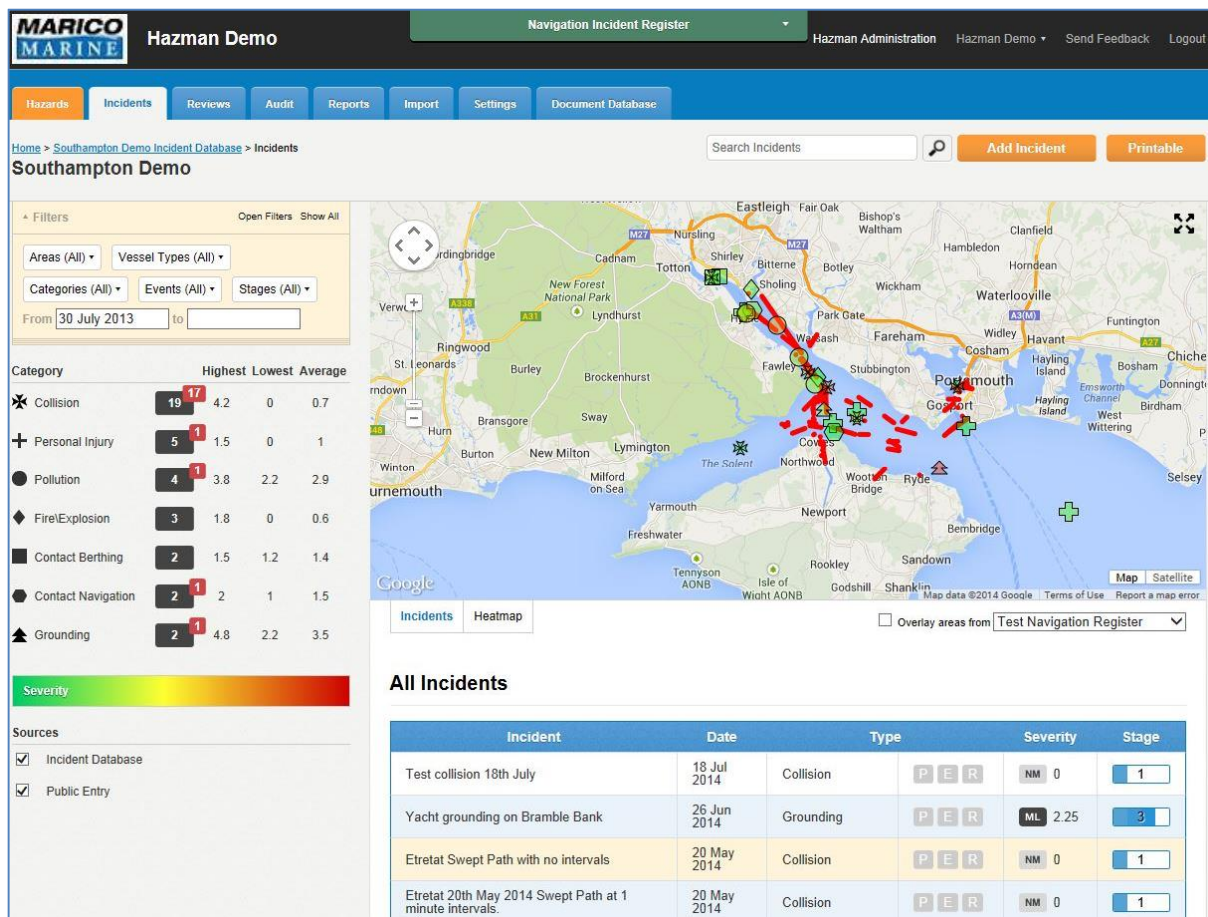 MARICO
MARINE
Hazman Demo
Navigation Incident Register
Hazman Administration Hazman Demo Send Feedback Logout
Hazards Incidents Reviews Audit Reports Import Settings Document Database
Home > Southampton Demo Incident Database > Incidents
Search Incidents Add Incident Printable
Southampton Demo
Filters Open Filters Show All
Areas (All) Vessel Types (All)
Categories (All) Events (All) Stages (All)
From 30 July 2013 to
Category Highest Lowest Average
Collision 19 17 4.2 0 0.7
Personal Injury 5 1 1.5 0 1
Pollution 4 1 3.8 2.2 2.9
Fire\Explosion 3 1.8 0 0.6
Contact Berthing 2 1.5 1.2 1.4
Contact Navigation 2 1 2 1 1.5
Grounding 2 1 4.8 2.2 3.5
Severity
Sources
Incident Database
Public Entry
Eastleigh Fair Oak
Bishop's
Waltham
Clanfield
M27 Nursling
rdingbridge
Cadnam
Totton
Shirley
Bitterne
M27
Botley
Hambledon
Horndean
New Forest
National Park
Sholing
Wickham
Waterlooville
Verw
A338
A31
Lyndhurst
Park Gate
A3(M)
Funtington
Ringwood
Fareham
Widley
Havant
A27
Cosham
Chiche
St. Leonards
Burley
Brockenhurst
Fawley
Stubbington
Portsmouth
Hayling
Island
Bosham
Emsworth
Channel
Donningt
rndown
Gosport
Hayling
Island
Birdham
West
Wittering
Hurn
Bransgore
Sway
Burton
New Milton
Lymington
Cowes
The Solent
Northwood
Winton
Milford
on Sea
Wootton
Bridge
Ryde
Selsey
urnemouth
Yarmouth
Newport
Freshwater
Bembridge
Rookley
Sandown
Tennyson
AONB
Isle of
Wight AONB
Godshill
Shanklin
Map Satellite
Google
Map data ©2014 Google Terms of Use Report a map error
Incidents Heatmap
Overlay areas from Test Navigation Register
All Incidents
Incident Date Type Severity Stage
Test collision 18th July 18 Jul 2014 Collision P E R NM 0 1
Yacht grounding on Bramble Bank 26 Jun 2014 Grounding P E R ML 2.25 3
Etretat Swept Path with no intervals 20 May 2014 Collision P E R NM 0 1
Etretat 20th May 2014 Swept Path at 1
minute intervals. 20 May 2014 Collision P E R NM 0 1